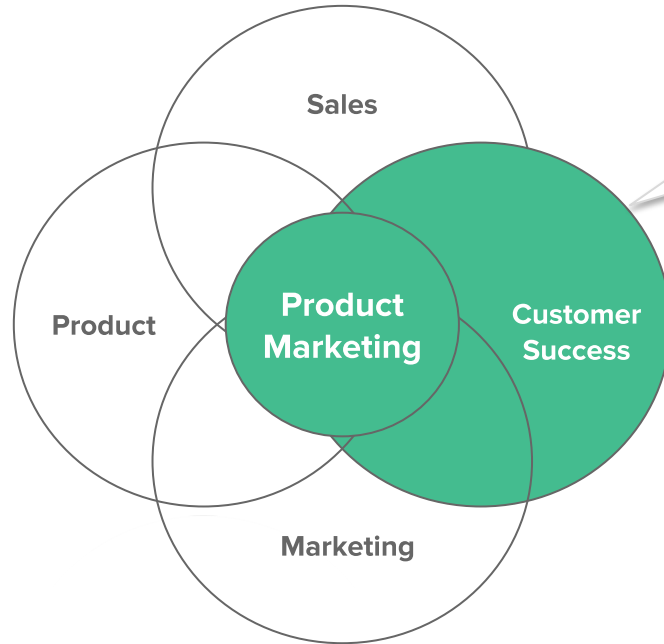 Sales
Product
Marketing
Product
Customer
Success
Marketing